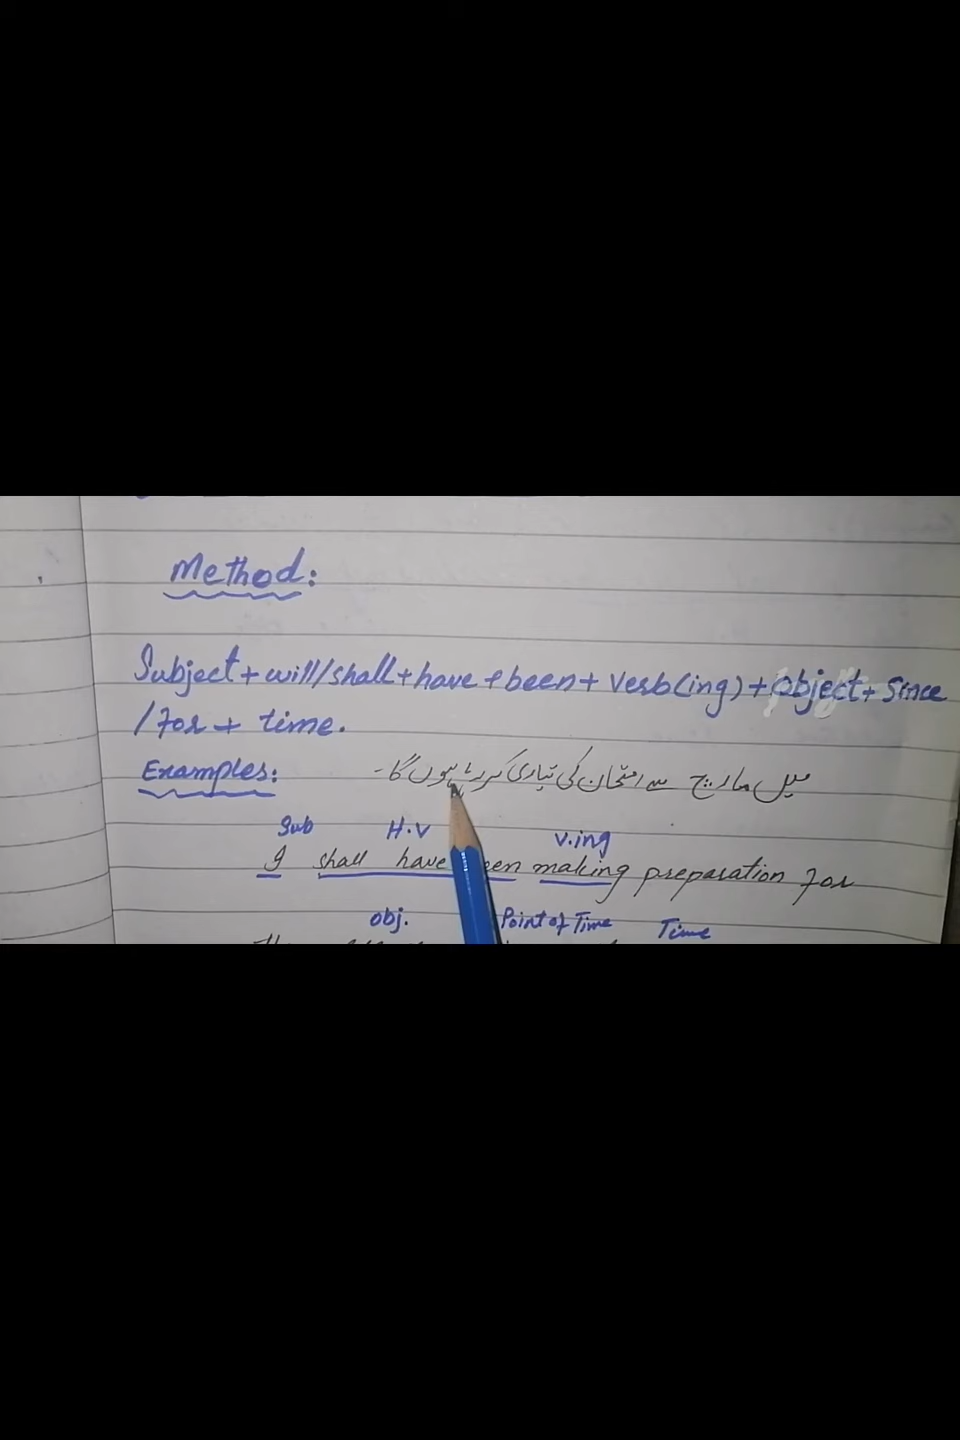 Method:
Subject + will/shall + have + been + verb(ing) + object + since
/for + time.
Examples: میں مارچ سے امتحان کی تیاری کر رہا ہوں گا۔
Sub H.V V.ing
I shall have been making preparation for
obj. Point of Time Time